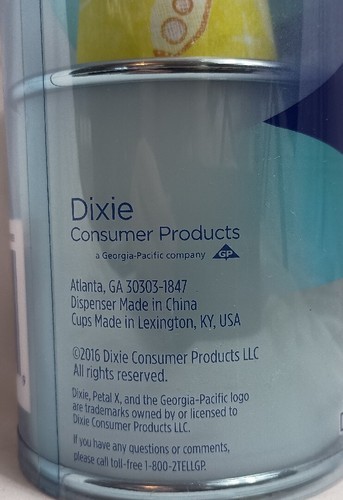 Dixie
Consumer Products
a Georgia-Pacific company GP
Atlanta, GA 30303-1847
Dispenser Made in China
Cups Made in Lexington, KY, USA
©2016 Dixie Consumer Products LLC
All rights reserved.
Dixie, Petal X, and the Georgia-Pacific logo
are trademarks owned by or licensed to
Dixie Consumer Products LLC.
If you have any questions or comments,
please call toll-free 1-800-2TELLGP.